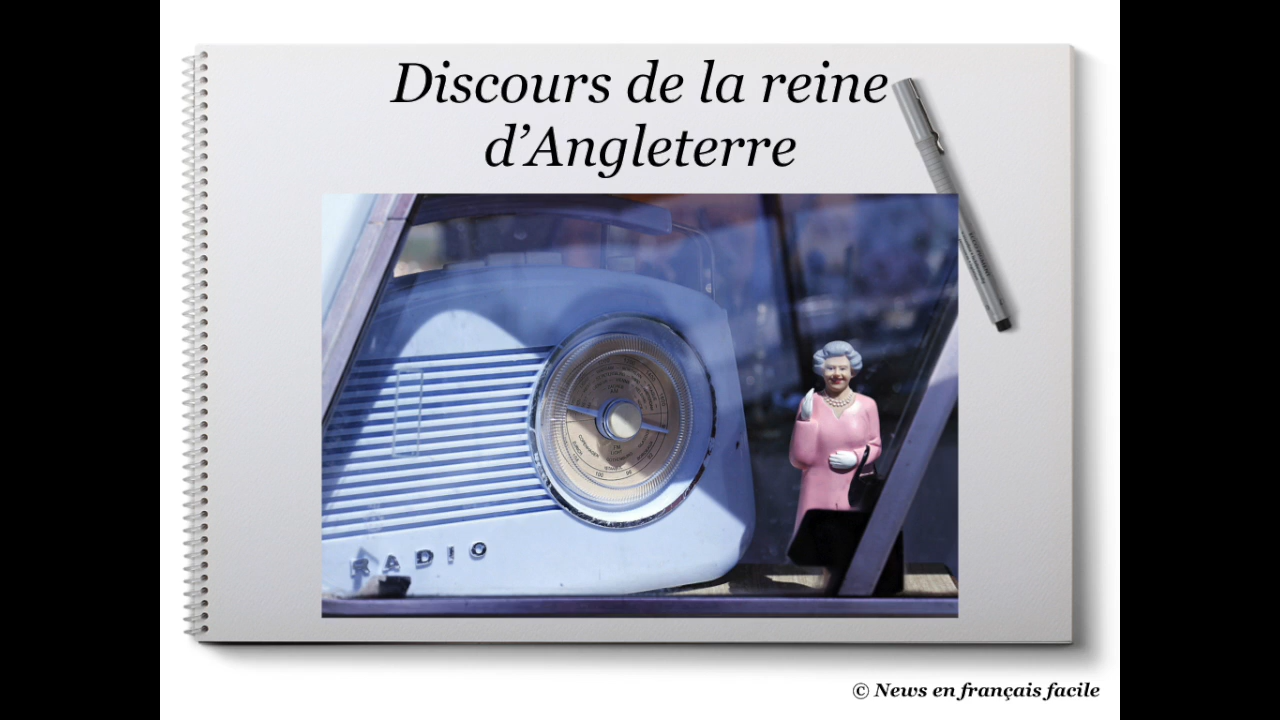 Discours de la reine
d’Angleterre
RADIO
© News en français facile